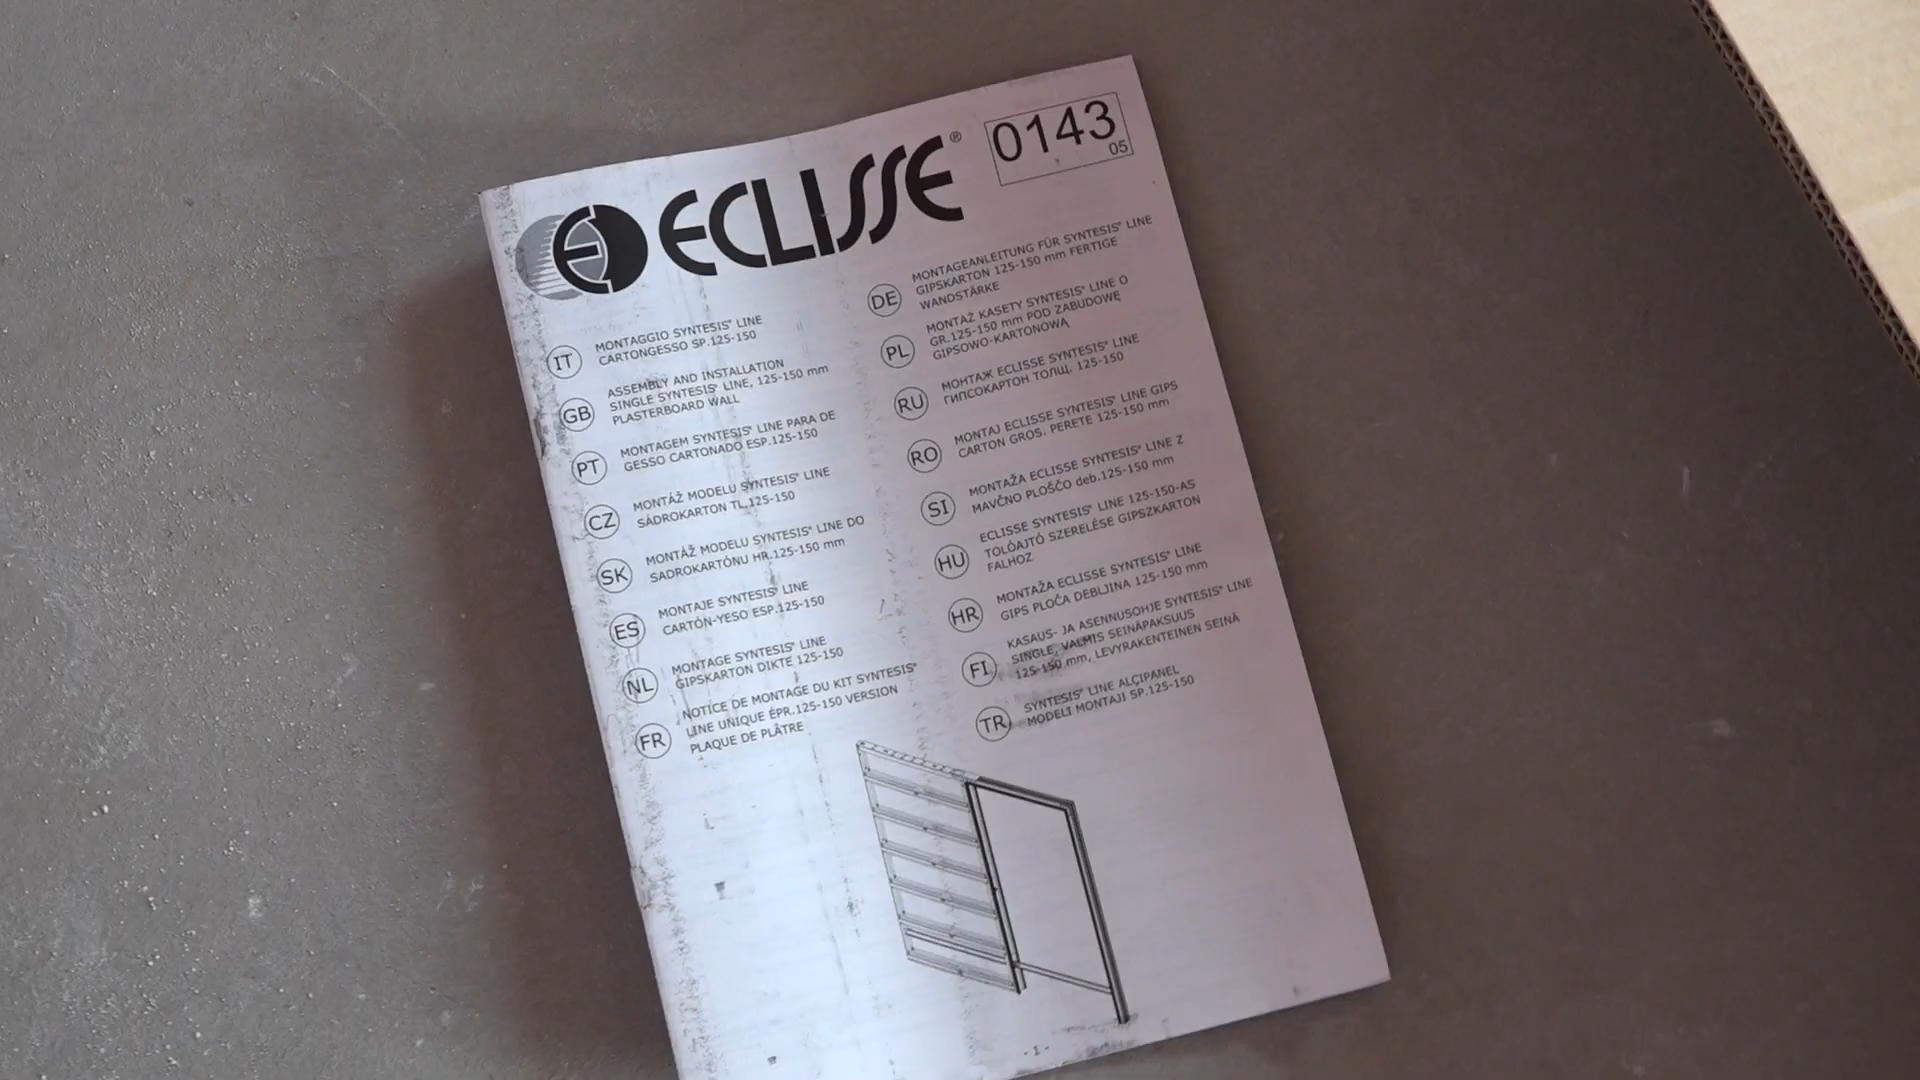 ECLISSE®
0143
05
IT
MONTAGGIO SYNTESIS® LINE
CARTONGESSO SP.125-150
GB
ASSEMBLY AND INSTALLATION
SINGLE SYNTESIS® LINE, 125-150 mm
PLASTERBOARD WALL
PT
MONTAGEM SYNTESIS® LINE PARA DE
GESSO CARTONADO ESP.125-150
CZ
MONTÁŽ MODELU SYNTESIS® LINE
SÁDROKARTON TL.125-150
SK
MONTÁŽ MODELU SYNTESIS® LINE DO
SADROKARTÓNU HR.125-150 mm
ES
MONTAJE SYNTESIS® LINE
CARTÓN-YESO ESP.125-150
NL
MONTAGE SYNTESIS® LINE
GIPSKARTON DIKTE 125-150
FR
NOTICE DE MONTAGE DU KIT SYNTESIS®
LINE UNIQUE ÉPR.125-150 VERSION
PLAQUE DE PLÂTRE
DE
MONTAGEANLEITUNG FÜR SYNTESIS® LINE
GIPSKARTON 125-150 mm FERTIGE
WANDSTÄRKE
PL
MONTAŻ KASETY SYNTESIS® LINE O
GR.125-150 mm POD ZABUDOWĘ
GIPSOWO-KARTONOWĄ
RU
МОНТАЖ ECLISSE SYNTESIS® LINE
ГИПСОКАРТОН ТОЛЩ. 125-150
RO
MONTAJ ECLISSE SYNTESIS® LINE GIPS
CARTON GROS. PERETE 125-150 mm
SI
MONTAŽA ECLISSE SYNTESIS® LINE Z
MAVČNO PLOŠČO deb.125-150 mm
HU
ECLISSE SYNTESIS® LINE 125-150-AS
TOLÓAJTÓ SZERELÉSE GIPSZKARTON
FALHOZ
HR
MONTAŽA ECLISSE SYNTESIS® LINE
GIPS PLOČA DEBLJINA 125-150 mm
FI
KASAUS- JA ASENNUSOHJE SYNTESIS® LINE
SINGLE, VALMIS SEINÄPAKSUUS
125-150 mm, LEVYRAKENTEINEN SEINÄ
TR
SYNTESIS® LINE ALÇIPANEL
MODELİ MONTAJI SP.125-150
- 1 -